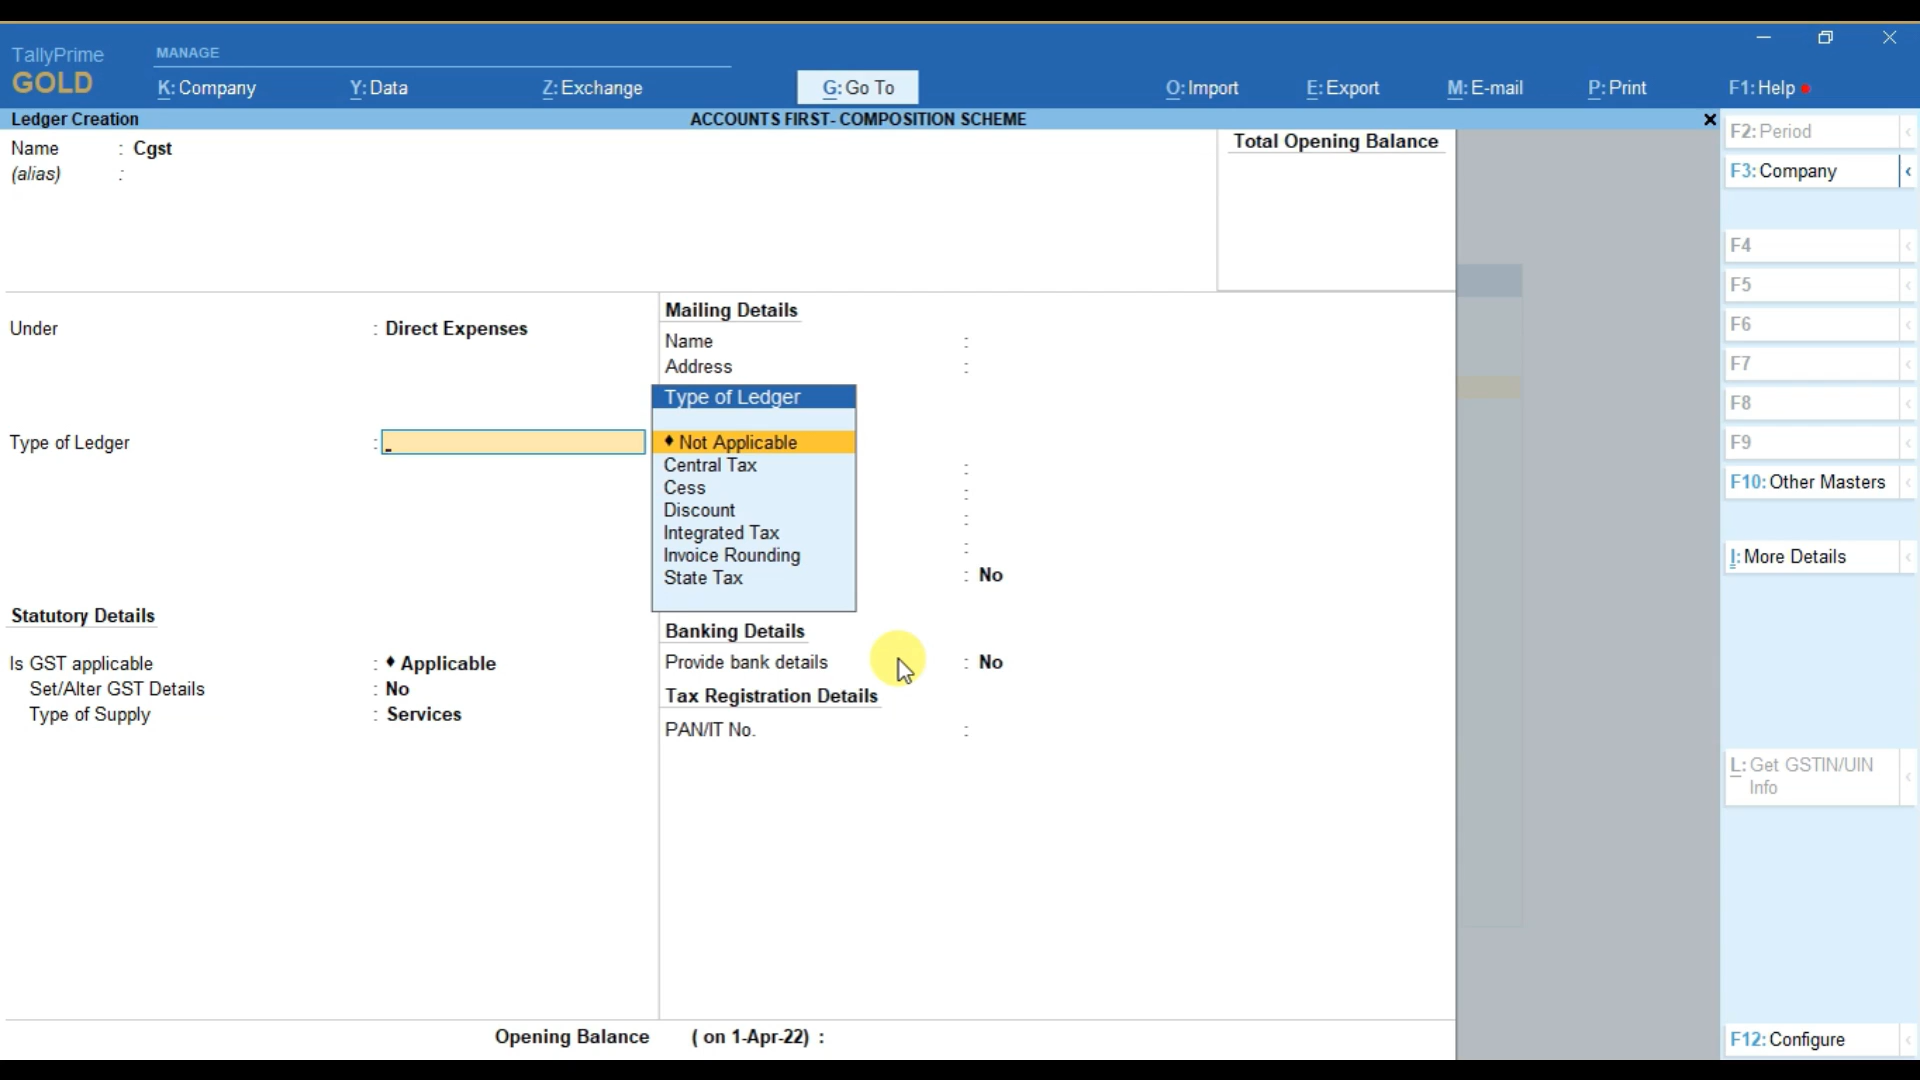 TallyPrime
GOLD
MANAGE
K: Company
Y: Data
Z: Exchange
G: Go To
O: Import
E: Export
M: E-mail
P: Print
F1: Help
Ledger Creation
ACCOUNTS FIRST- COMPOSITION SCHEME
Name : Cgst
(alias) :
Total Opening Balance
Under : Direct Expenses
Type of Ledger :
Statutory Details
Is GST applicable : ♦ Applicable
Set/Alter GST Details : No
Type of Supply : Services
Mailing Details
Name :
Address :
Type of Ledger
♦ Not Applicable
Central Tax :
Cess :
Discount :
Integrated Tax
Invoice Rounding :
State Tax : No
Banking Details
Provide bank details : No
Tax Registration Details
PAN/IT No. :
Opening Balance ( on 1-Apr-22) :
F2: Period
F3: Company
F4
F5
F6
F7
F8
F9
F10: Other Masters
I: More Details
L: Get GSTIN/UIN
Info
F12: Configure